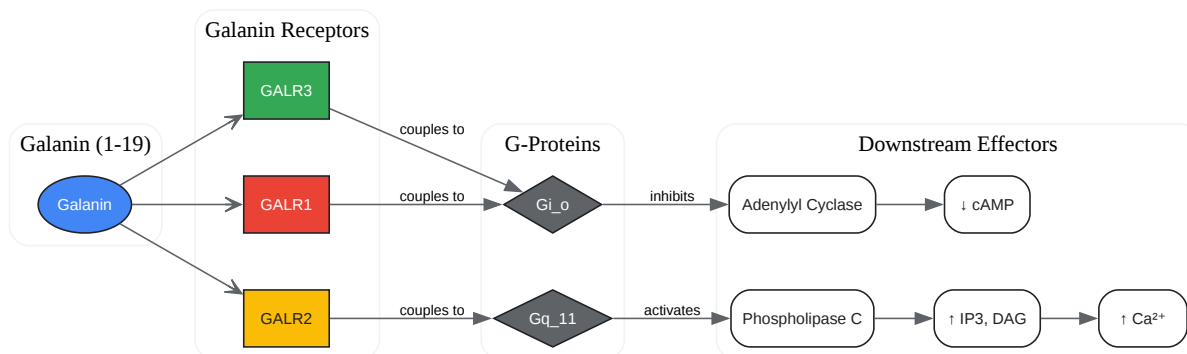 Galanin Receptors
GALR3
couples to
Galanin (1-19)
G-Proteins
Downstream Effectors
Galanin
GALR1
couples to
Gi_o
inhibits
Adenylyl Cyclase
↓ cAMP
GALR2
couples to
Gq_11
activates
Phospholipase C
↑ IP3, DAG
↑ Ca²⁺